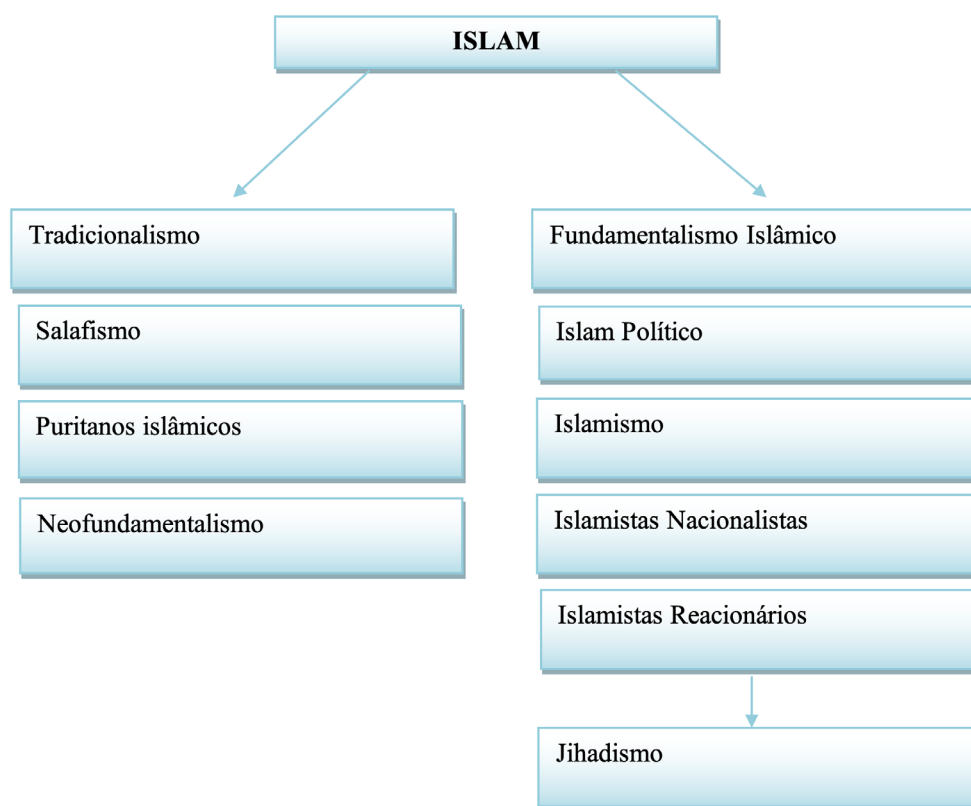 ISLAM
Tradicionalismo
Salafismo
Puritanos islâmicos
Neofundamentalismo
Fundamentalismo Islâmico
Islam Político
Islamismo
Islamistas Nacionalistas
Islamistas Reacionários
Jihadismo